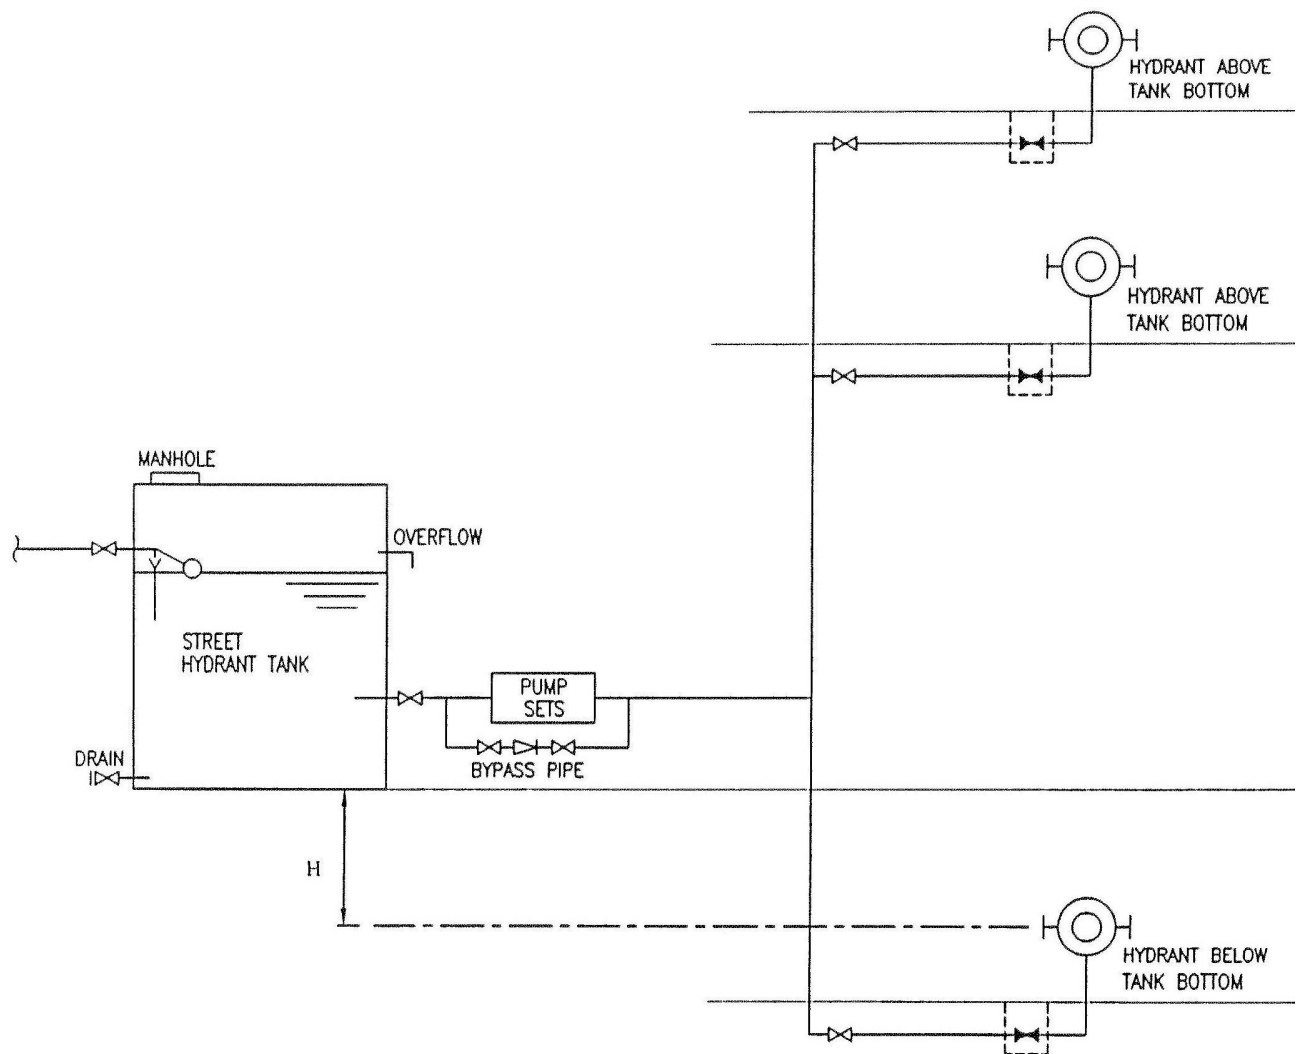 HYDRANT ABOVE
TANK BOTTOM
HYDRANT ABOVE
TANK BOTTOM
MANHOLE
OVERFLOW
STREET
HYDRANT TANK
PUMP
SETS
DRAIN
BYPASS PIPE
H
HYDRANT BELOW
TANK BOTTOM